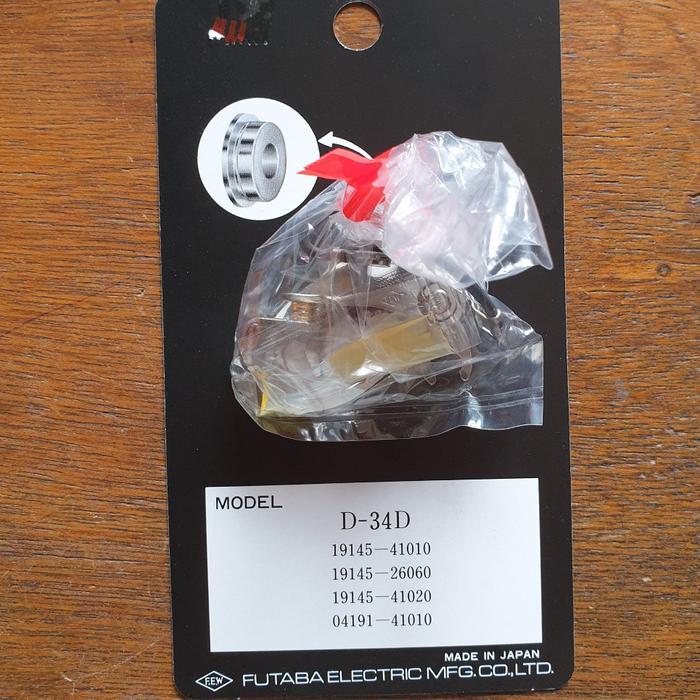 MODEL
D-34D
19145-41010
19145-26060
19145-41020
04191-41010
MADE IN JAPAN
F.E.W FUTABA ELECTRIC MFG.CO.,LTD.